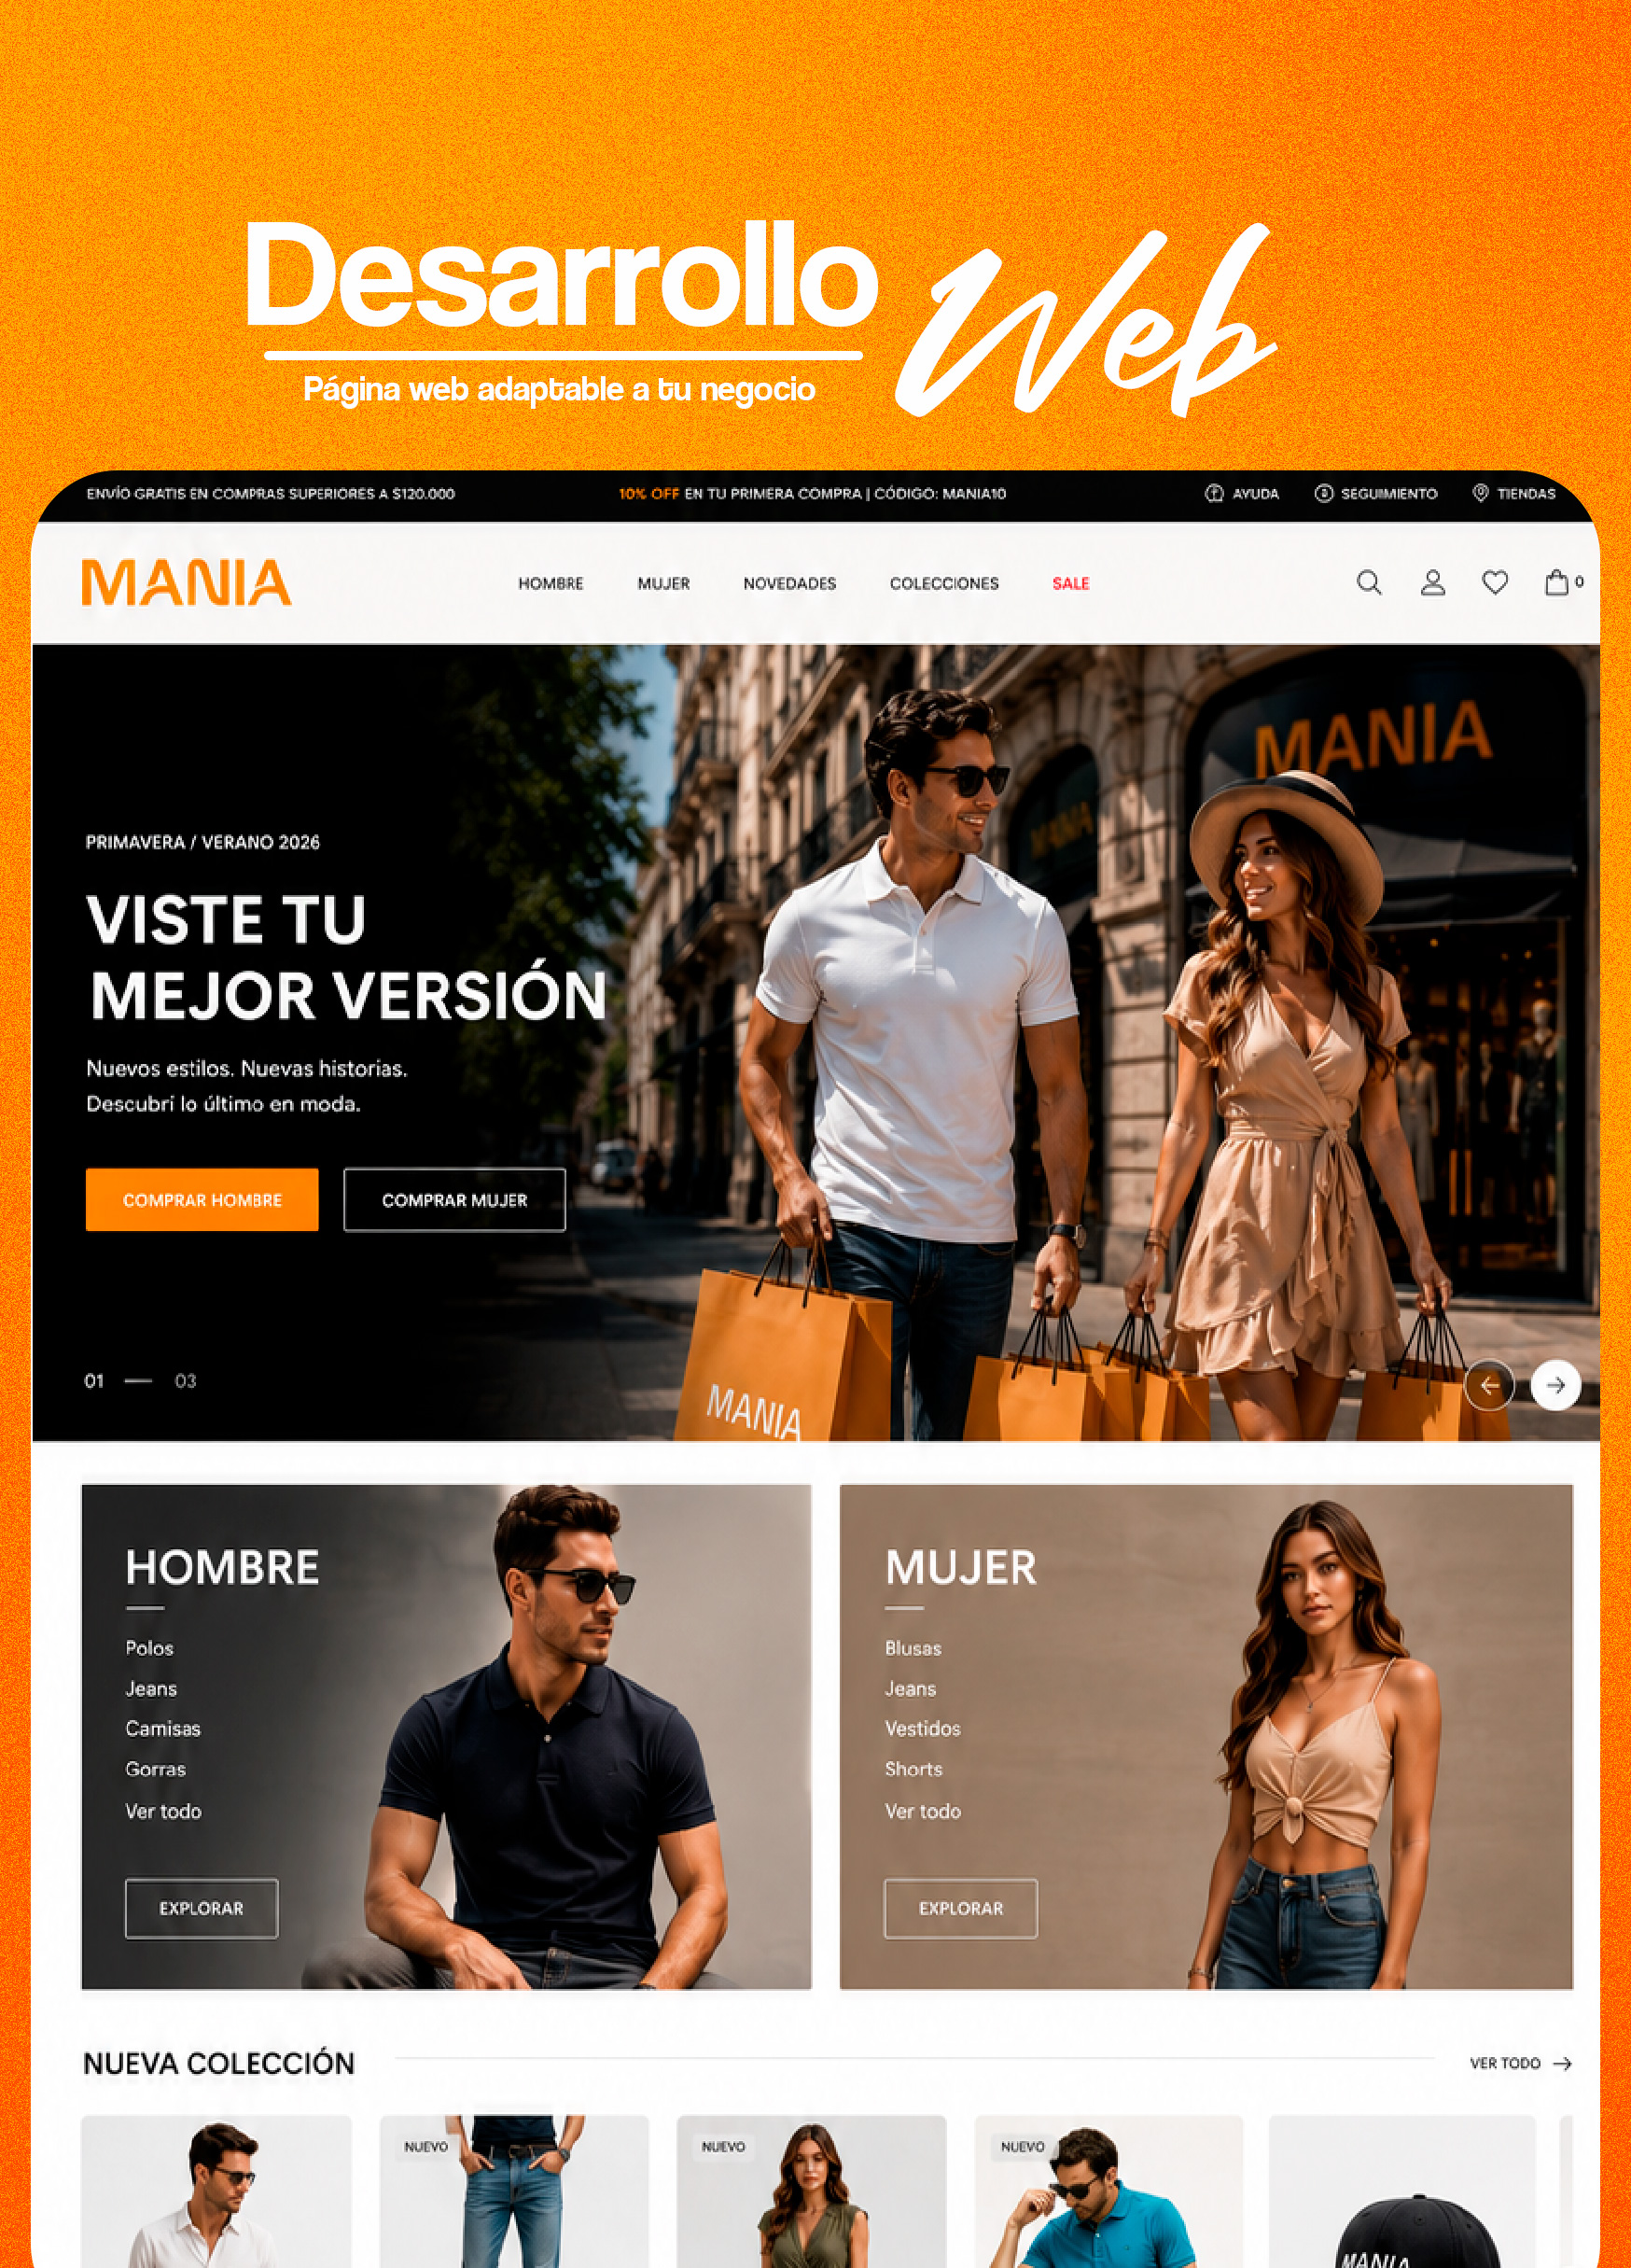 Desarrollo Web
Página web adaptable a tu negocio
ENVÍO GRATIS EN COMPRAS SUPERIORES A $120.000
10% OFF EN TU PRIMERA COMPRA | CÓDIGO: MANIA10
AYUDA
SEGUIMIENTO
TIENDAS
MANIA
HOMBRE
MUJER
NOVEDADES
COLECCIONES
SALE
0
MANIA
MANIA
PRIMAVERA / VERANO 2026
VISTE TU
MEJOR VERSIÓN
Nuevos estilos. Nuevas historias.
Descubrí lo último en moda.
COMPRAR HOMBRE
COMPRAR MUJER
01
03
MANIA
HOMBRE
Polos
Jeans
Camisas
Gorras
Ver todo
EXPLORAR
MUJER
Blusas
Jeans
Vestidos
Shorts
Ver todo
EXPLORAR
NUEVA COLECCIÓN
VER TODO
NUEVO
NUEVO
NUEVO
MANIA